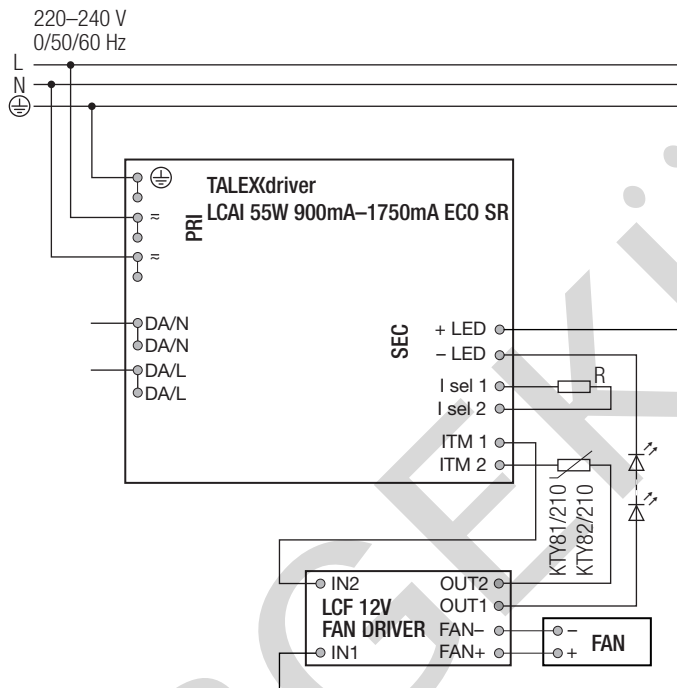 220–240 V
0/50/60 Hz
L
N
TALEXXdriver
LCAI 55W 900mA–1750mA ECO SR
PRI
≂
≂
DA/N
DA/N
DA/L
DA/L
SEC
+ LED
– LED
I sel 1
R
I sel 2
ITM 1
ITM 2
KTY81/210
KTY82/210
IN2
OUT2
LCF 12V
OUT1
FAN DRIVER
FAN–
–
FAN
IN1
FAN+
+